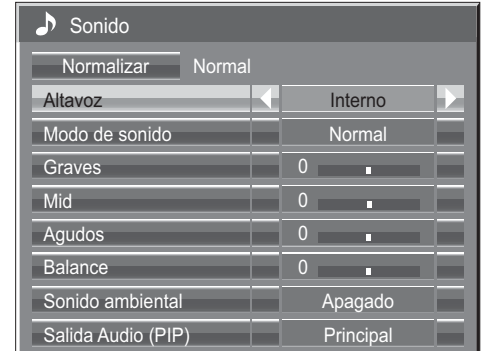 Sonido
Normalizar Normal
Altavoz Interno
Modo de sonido Normal
Graves 0
Mid 0
Agudos 0
Balance 0
Sonido ambiental Apagado
Salida Audio (PIP) Principal